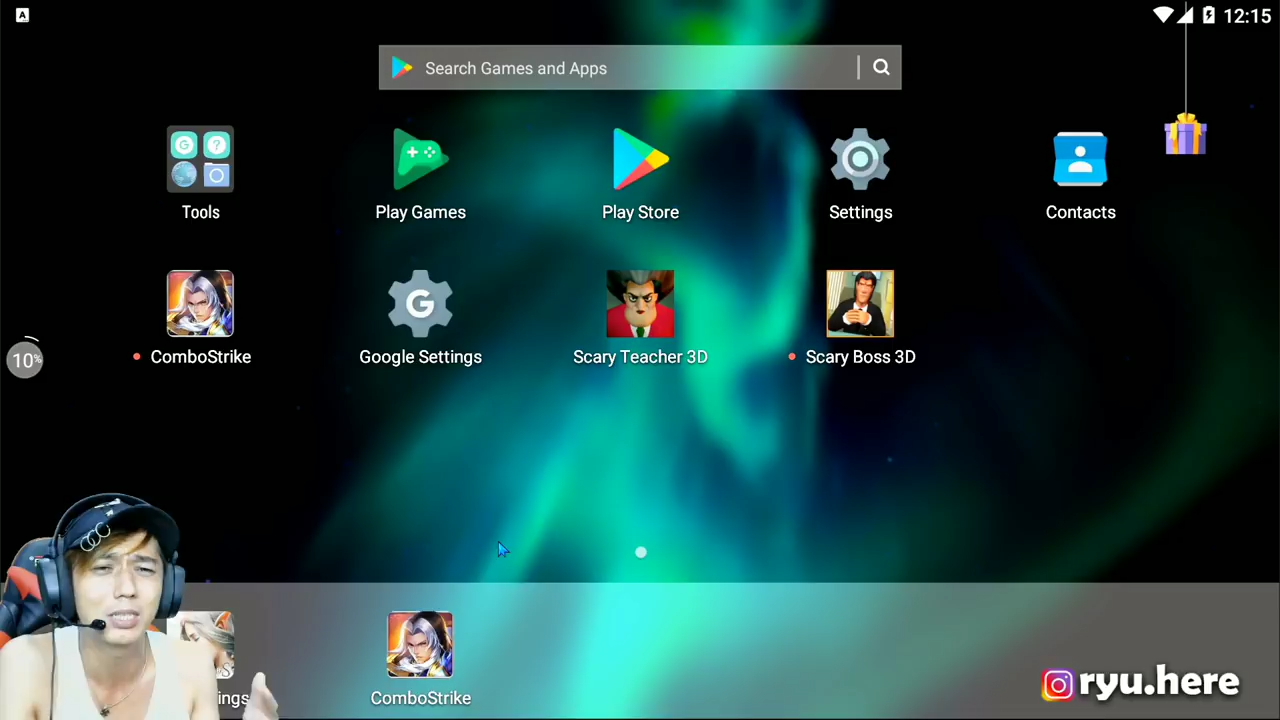 A
12:15
Search Games and Apps
Tools
Play Games
Play Store
Settings
Contacts
10%
ComboStrike
Google Settings
Scary Teacher 3D
Scary Boss 3D
ings
ComboStrike
ryu.here